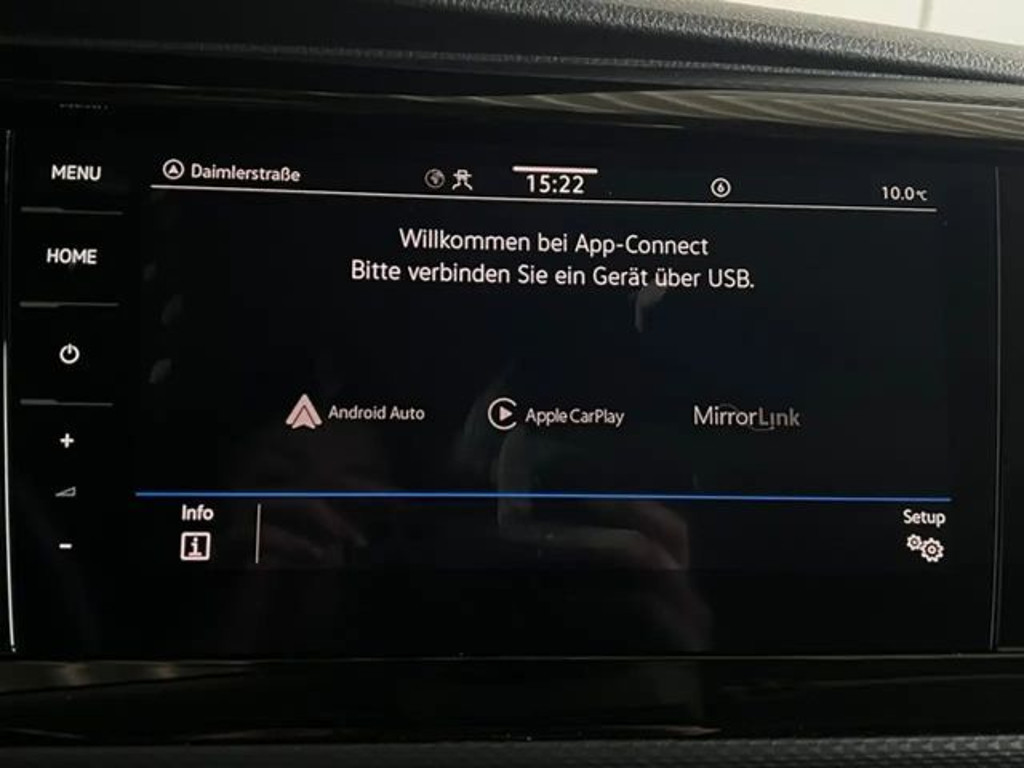 MENU
Daimlerstraße
15:22
6
10.0°C
HOME
Willkommen bei App-Connect
Bitte verbinden Sie ein Gerät über USB.
+
-
Android Auto
Apple CarPlay
MirrorLink
Info
i
Setup